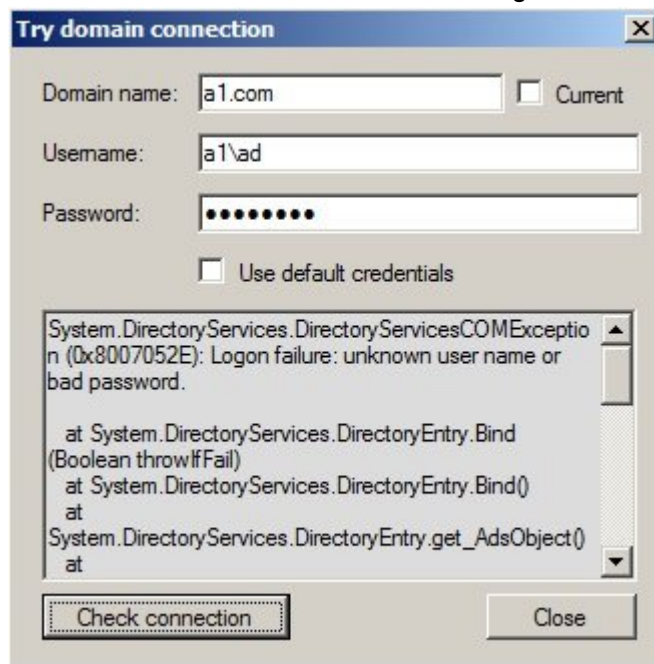 Try domain connection
Domain name: a1.com Current
Username: a1\ad
Password: ••••••••
Use default credentials
System.DirectoryServices.DirectoryServicesCOMExceptio
n (0x8007052E): Logon failure: unknown user name or
bad password.
at System.DirectoryServices.DirectoryEntry.Bind
(Boolean throwIfFail)
at System.DirectoryServices.DirectoryEntry.Bind()
at
System.DirectoryServices.DirectoryEntry.get_AdsObject()
at
Check connection Close